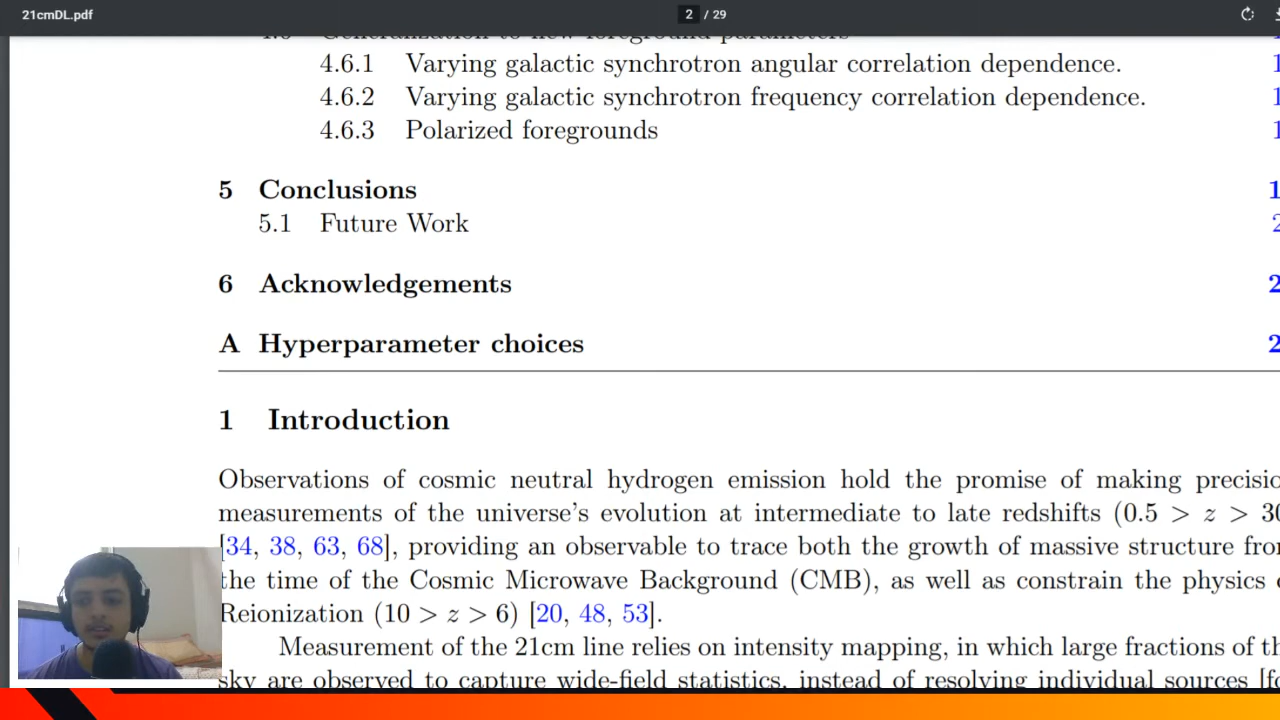 21cmDL.pdf
2 / 29
Generalization to new foreground parameters
4.6.1 Varying galactic synchrotron angular correlation dependence.
4.6.2 Varying galactic synchrotron frequency correlation dependence.
4.6.3 Polarized foregrounds
5 Conclusions
5.1 Future Work
6 Acknowledgements
A Hyperparameter choices
1 Introduction
Observations of cosmic neutral hydrogen emission hold the promise of making
measurements of the universe's evolution at intermediate to late redshifts (0.5 > z > 30
[34, 38, 63, 68], providing an observable to trace both the growth of massive structure
the time of the Cosmic Microwave Background (CMB), as well as constrain the physics
Reionization (10 > z > 6) [20, 48, 53].
Measurement of the 21cm line relies on intensity mapping, in which large fractions of
sky are observed to capture wide-field statistics, instead of resolving individual sources